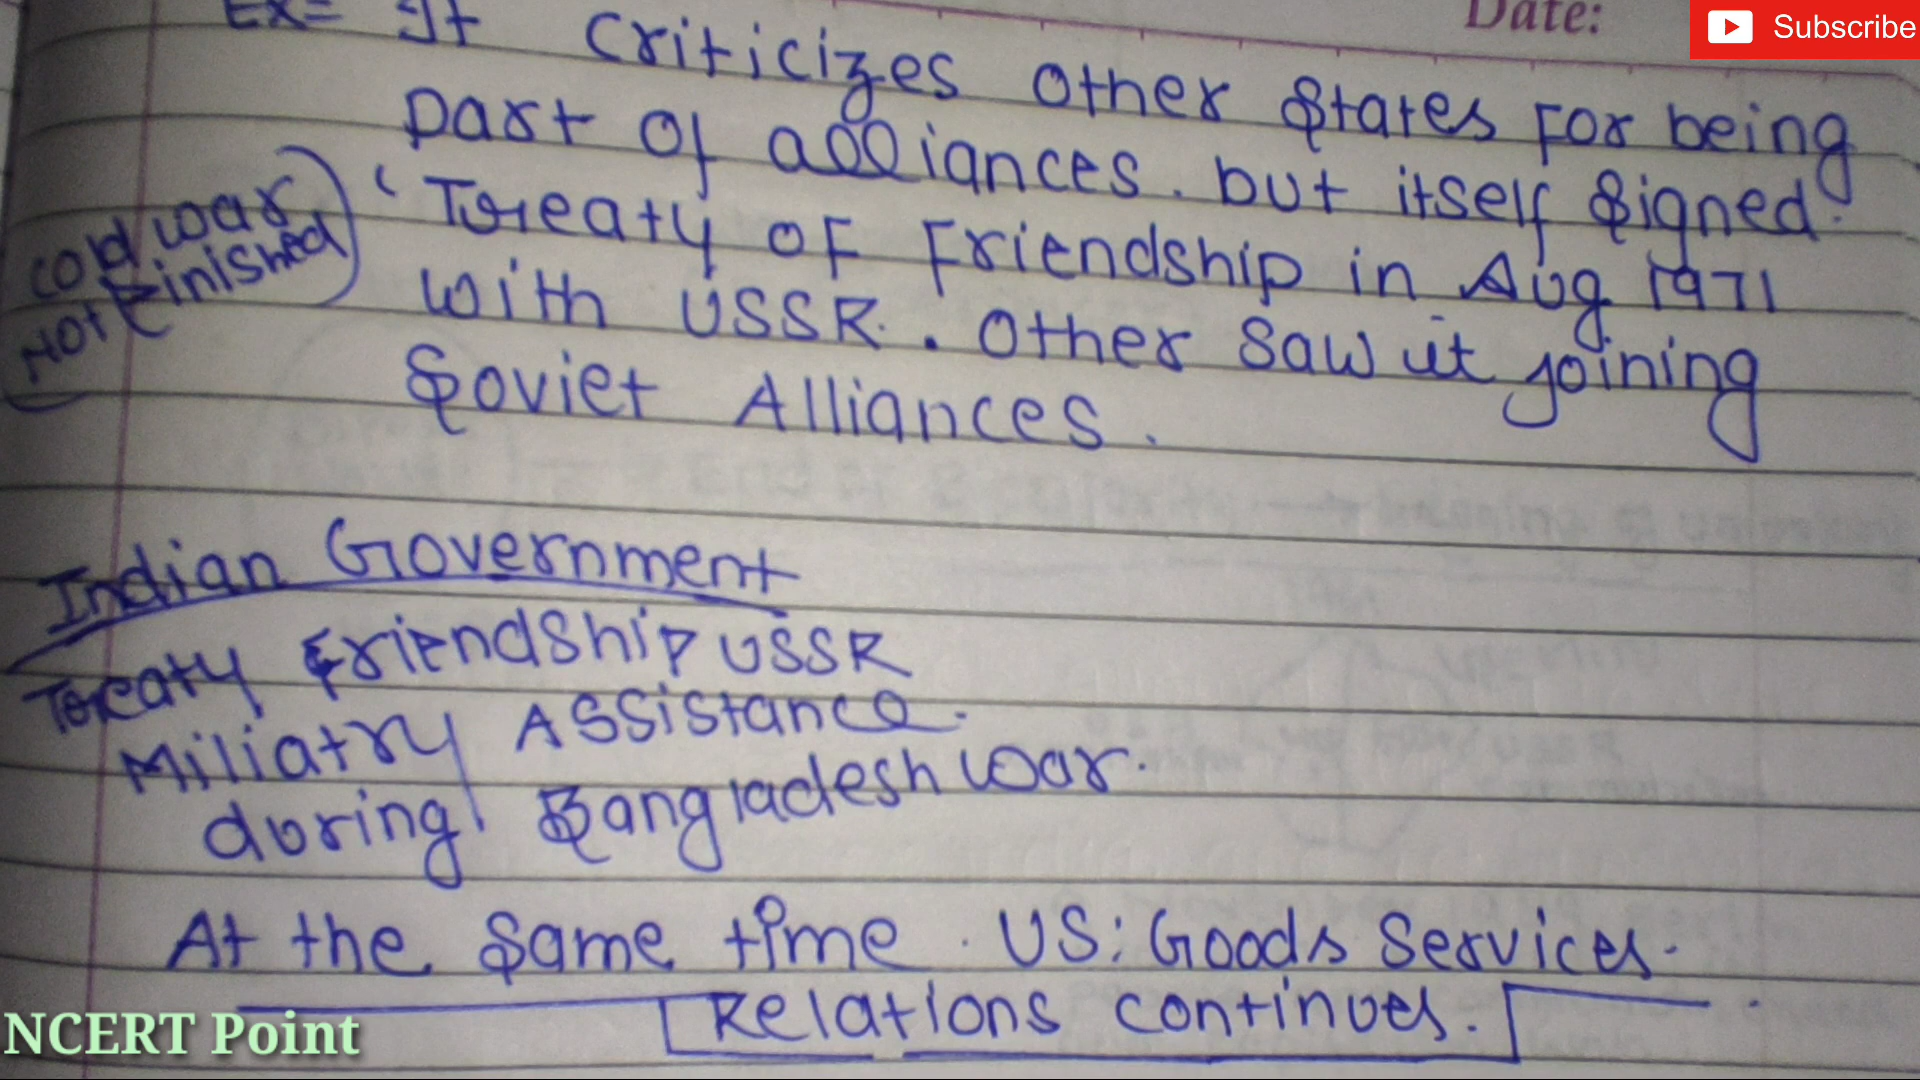 Date:
Subscribe
Ex= It criticizes other States For being
part of alliances. but itself Signed.
'Treaty of Friendship in Aug 1971
with USSR. . Other Saw it joining
Soviet Alliances.
cold war
Not Finished
Indian Government
Treaty Friendship USSR
Miliatry Assistance.
during Bangladesh war.
At the Same time . US: Goods Services.
Relations continues.
NCERT Point